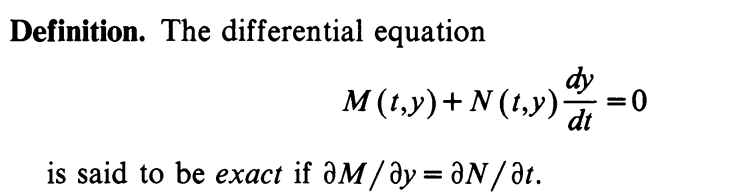 Definition. The differential equation
M(t,y)+N(t,y) dy/dt =0
is said to be exact if ∂M/∂y = ∂N/∂t.